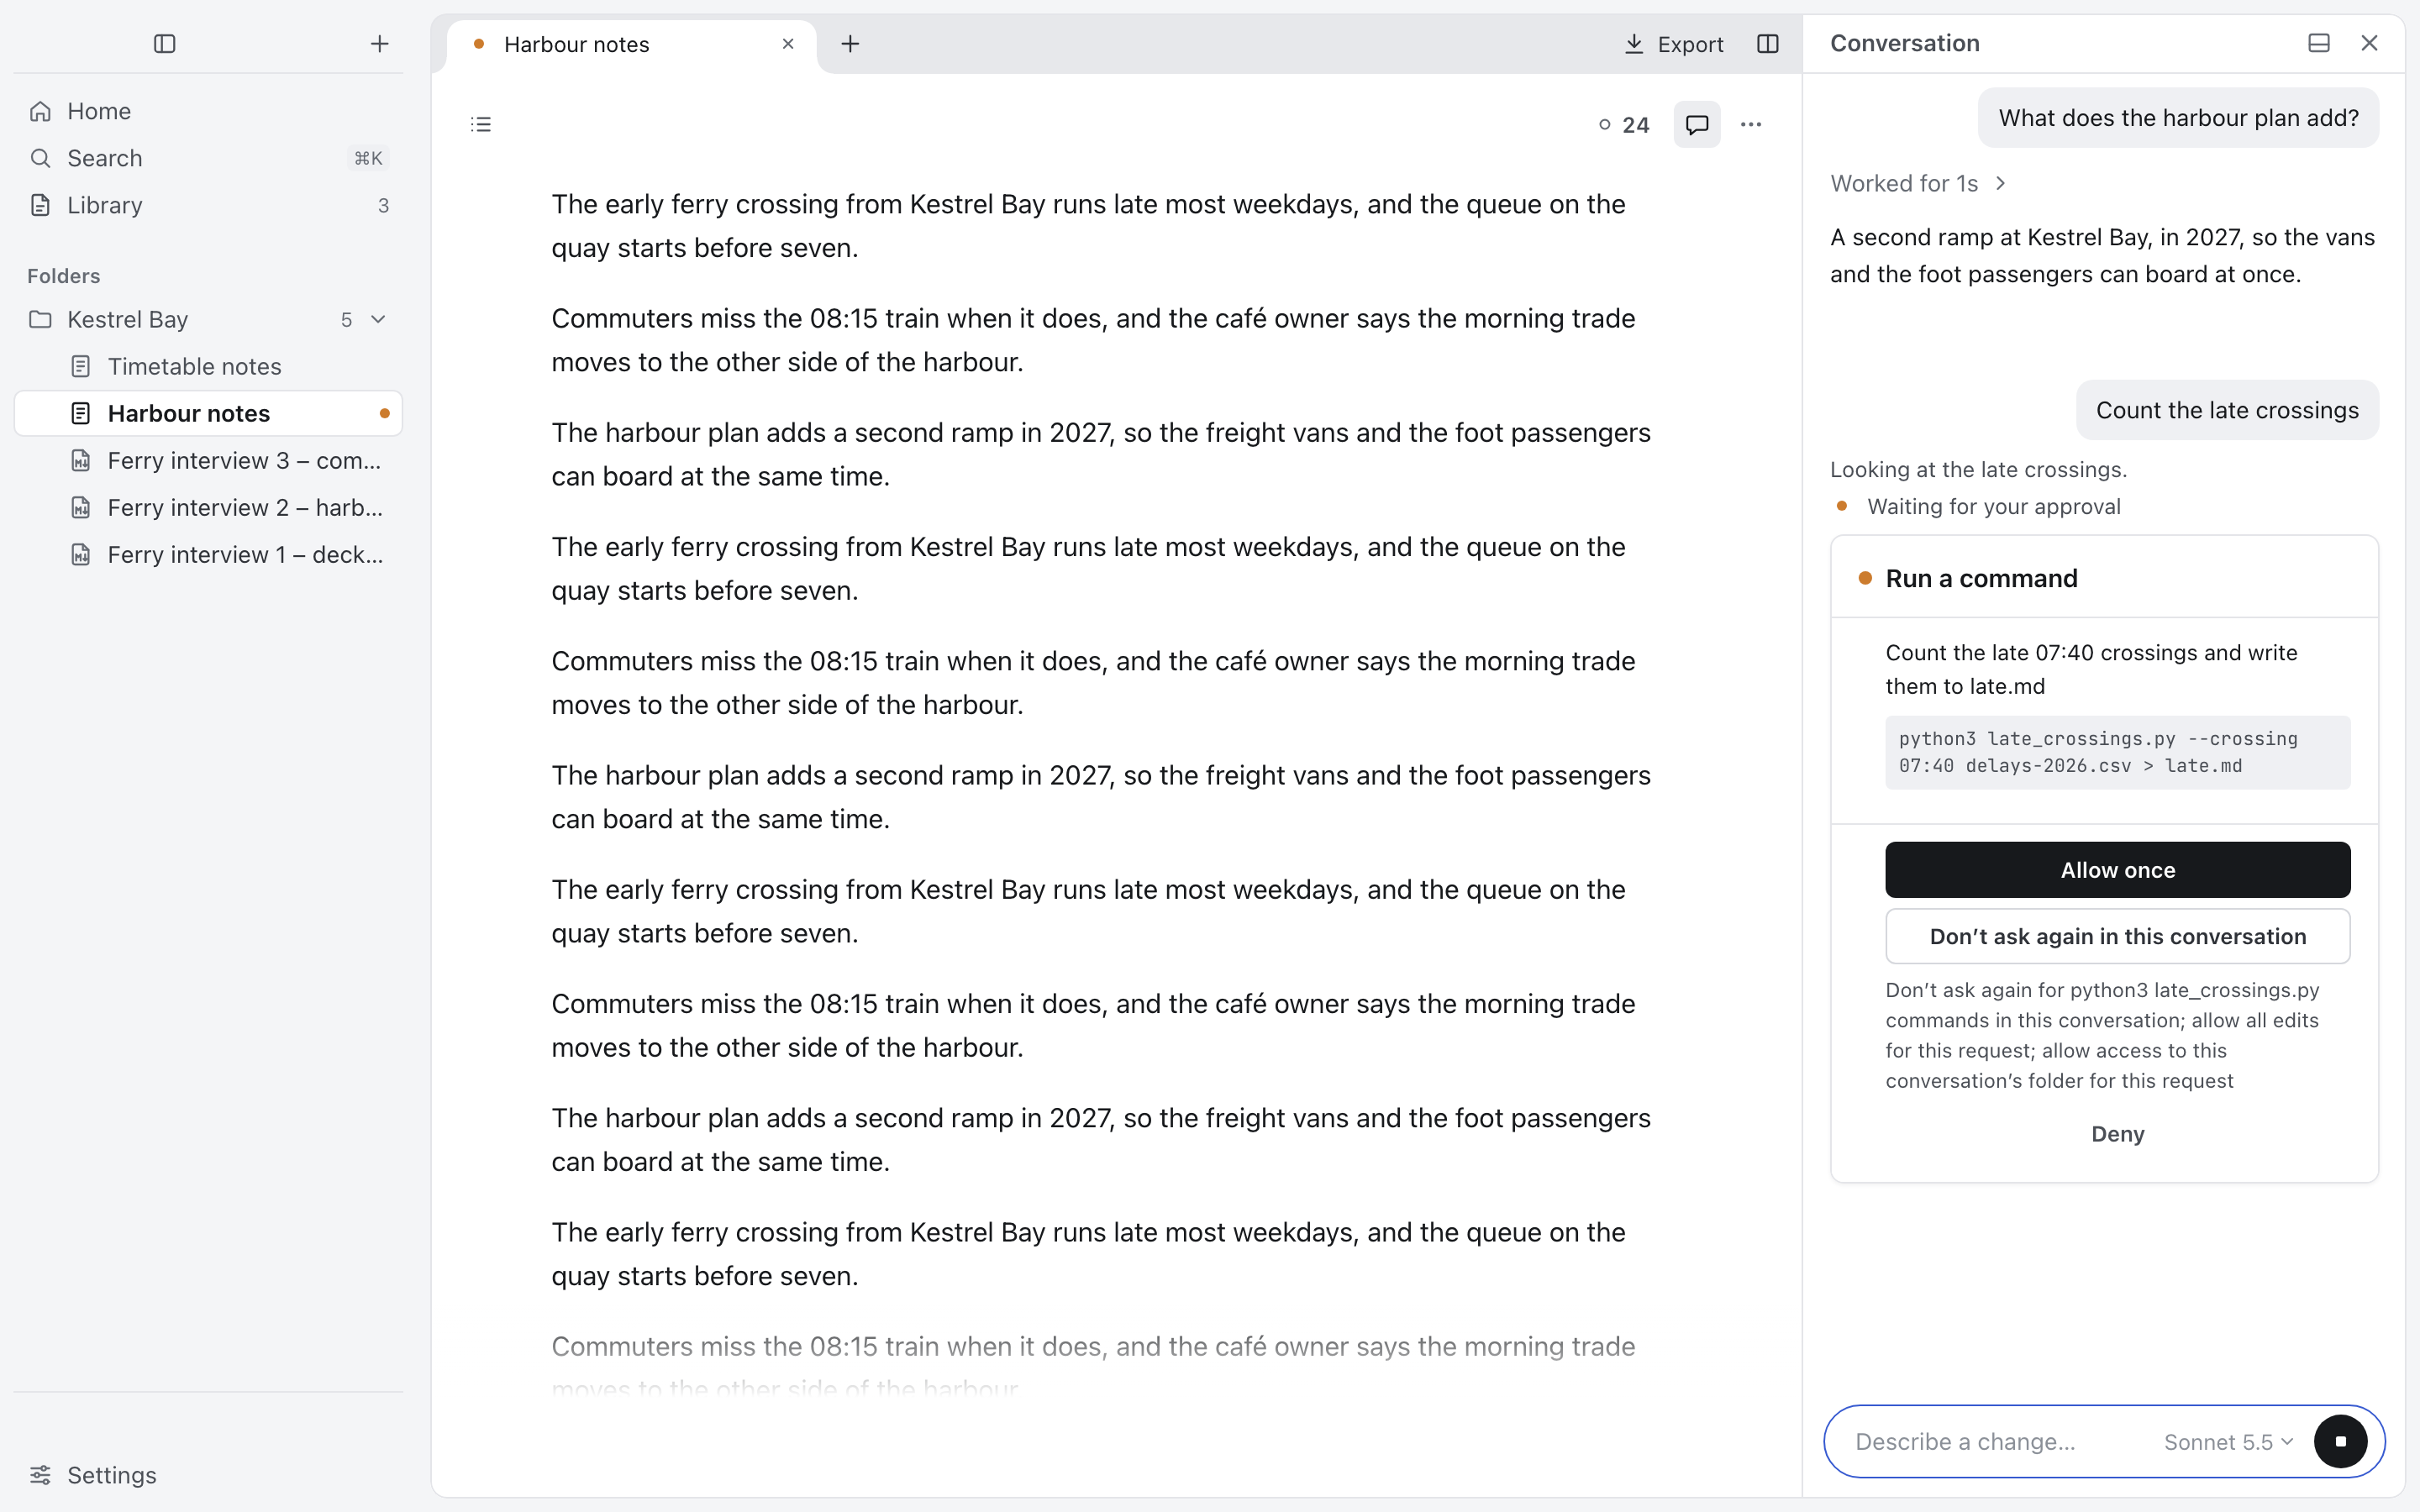 Home
Search
⌘K
Library
3
Folders
Kestrel Bay
5
Timetable notes
Harbour notes
Ferry interview 3 – com...
Ferry interview 2 – harb...
Ferry interview 1 – deck...
Settings
Harbour notes
Export
24
The early ferry crossing from Kestrel Bay runs late most weekdays, and the queue on the
quay starts before seven.
Commuters miss the 08:15 train when it does, and the café owner says the morning trade
moves to the other side of the harbour.
The harbour plan adds a second ramp in 2027, so the freight vans and the foot passengers
can board at the same time.
The early ferry crossing from Kestrel Bay runs late most weekdays, and the queue on the
quay starts before seven.
Commuters miss the 08:15 train when it does, and the café owner says the morning trade
moves to the other side of the harbour.
The harbour plan adds a second ramp in 2027, so the freight vans and the foot passengers
can board at the same time.
The early ferry crossing from Kestrel Bay runs late most weekdays, and the queue on the
quay starts before seven.
Commuters miss the 08:15 train when it does, and the café owner says the morning trade
moves to the other side of the harbour.
The harbour plan adds a second ramp in 2027, so the freight vans and the foot passengers
can board at the same time.
The early ferry crossing from Kestrel Bay runs late most weekdays, and the queue on the
quay starts before seven.
Commuters miss the 08:15 train when it does, and the café owner says the morning trade
moves to the other side of the harbour
Conversation
What does the harbour plan add?
Worked for 1s
A second ramp at Kestrel Bay, in 2027, so the vans
and the foot passengers can board at once.
Count the late crossings
Looking at the late crossings.
Waiting for your approval
Run a command
Count the late 07:40 crossings and write
them to late.md
python3 late_crossings.py --crossing
07:40 delays-2026.csv > late.md
Allow once
Don’t ask again in this conversation
Don’t ask again for python3 late_crossings.py
commands in this conversation; allow all edits
for this request; allow access to this
conversation’s folder for this request
Deny
Describe a change...
Sonnet 5.5